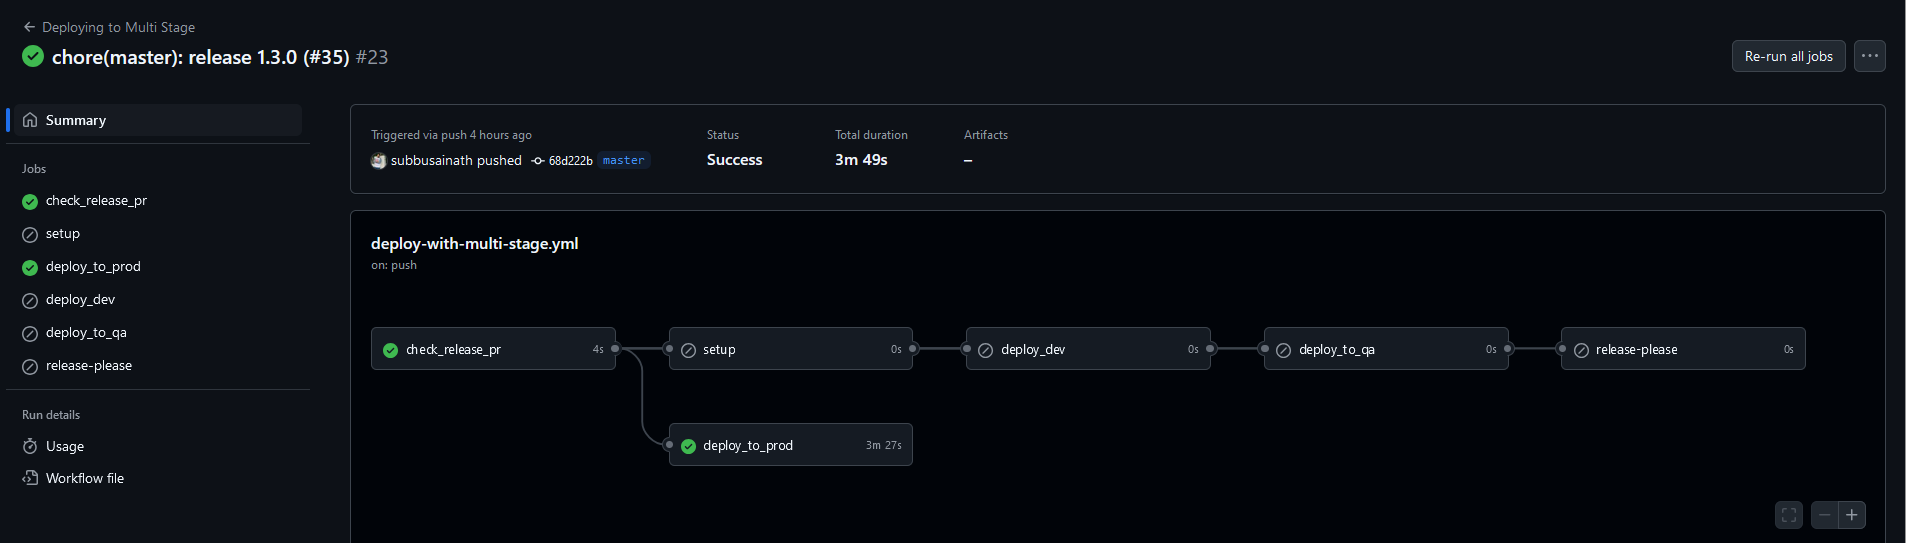 ← Deploying to Multi Stage
chore(master): release 1.3.0 (#35) #23
Re-run all jobs
···
Summary
Jobs
check_release_pr
setup
deploy_to_prod
deploy_dev
deploy_to_qa
release-please
Run details
Usage
Workflow file
Triggered via push 4 hours ago
subbusainath pushed 68d222b master
Status
Success
Total duration
3m 49s
Artifacts
–
deploy-with-multi-stage.yml
on: push
check_release_pr 4s
setup 0s
deploy_dev 0s
deploy_to_qa 0s
release-please 0s
deploy_to_prod 3m 27s